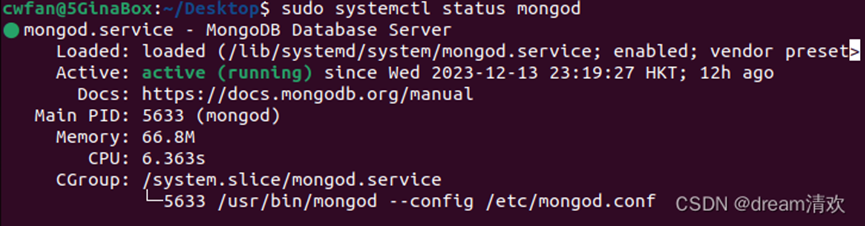 cwfan@5GinaBox:~/Desktop$ sudo systemctl status mongod
mongod.service - MongoDB Database Server
Loaded: loaded (/lib/systemd/system/mongod.service; enabled; vendor preset>
Active: active (running) since Wed 2023-12-13 23:19:27 HKT; 12h ago
Docs: https://docs.mongodb.org/manual
Main PID: 5633 (mongod)
Memory: 66.8M
CPU: 6.363s
CGroup: /system.slice/mongod.service
└─5633 /usr/bin/mongod --config /etc/mongod.conf
CSDN @dream清欢